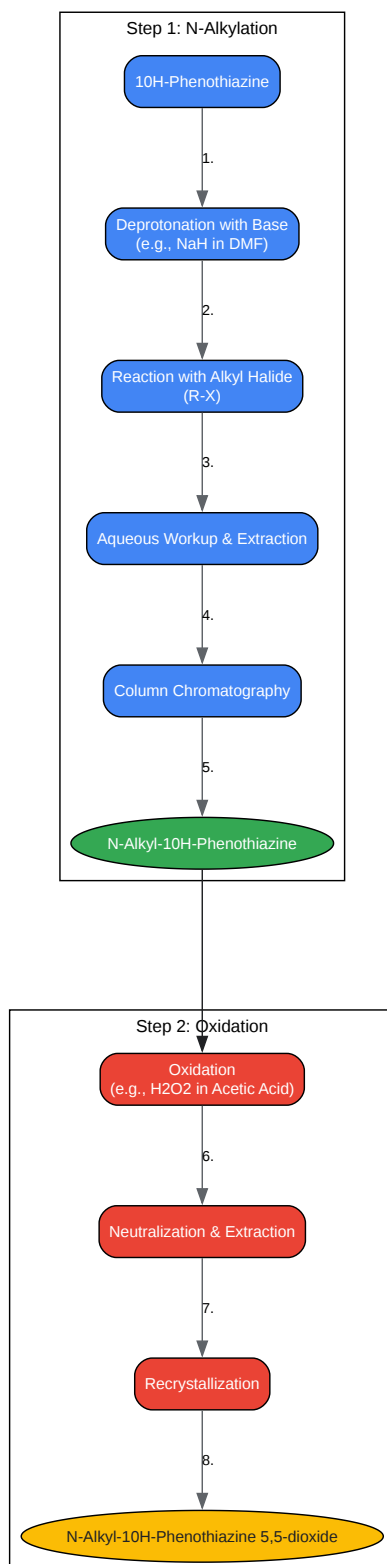 Step 1: N-Alkylation
10H-Phenothiazine
1.
Deprotonation with Base
(e.g., NaH in DMF)
2.
Reaction with Alkyl Halide
(R-X)
3.
Aqueous Workup & Extraction
4.
Column Chromatography
5.
N-Alkyl-10H-Phenothiazine
Step 2: Oxidation
Oxidation
(e.g., H2O2 in Acetic Acid)
6.
Neutralization & Extraction
7.
Recrystallization
8.
N-Alkyl-10H-Phenothiazine 5,5-dioxide